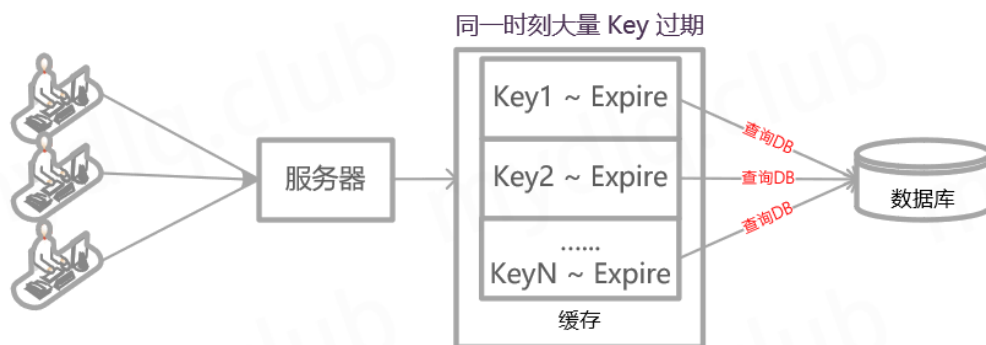 同一时刻大量 Key 过期
Key1 ~ Expire
查询DB
服务器
Key2 ~ Expire
查询DB
数据库
......
KeyN ~ Expire
查询DB
缓存